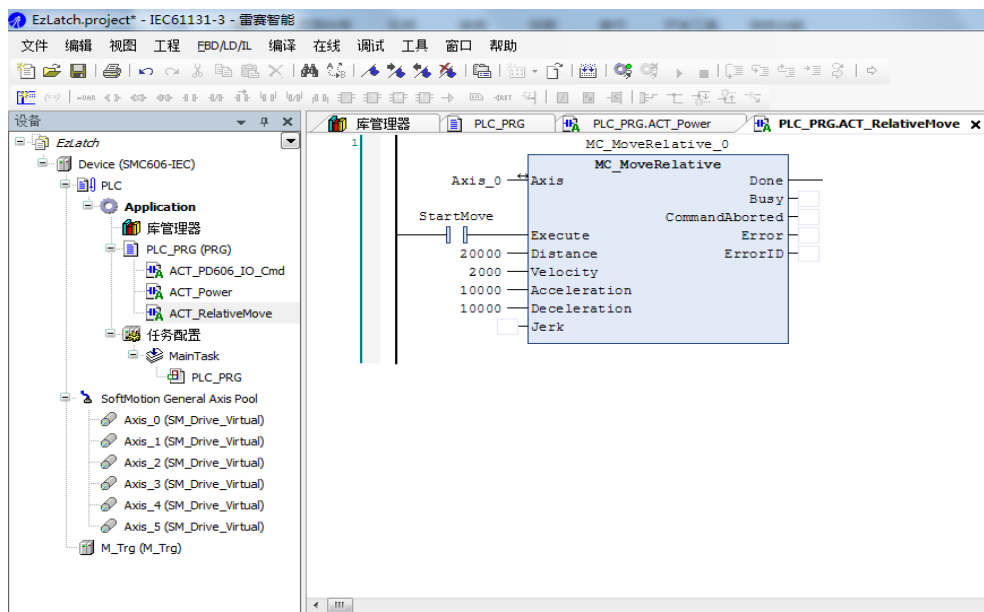 EzLatch.project* - IEC61131-3 - 雷赛智能
文件 编辑 视图 工程 FBD/LD/IL 编译 在线 调试 工具 窗口 帮助
设备
库管理器 PLC_PRG PLC_PRG.ACT_Power PLC_PRG.ACT_RelativeMove
EzLatch
Device (SMC606-IEC)
PLC
Application
库管理器
PLC_PRG (PRG)
ACT_PD606_IO_Cmd
ACT_Power
ACT_RelativeMove
任务配置
MainTask
PLC_PRG
SoftMotion General Axis Pool
Axis_0 (SM_Drive_Virtual)
Axis_1 (SM_Drive_Virtual)
Axis_2 (SM_Drive_Virtual)
Axis_3 (SM_Drive_Virtual)
Axis_4 (SM_Drive_Virtual)
Axis_5 (SM_Drive_Virtual)
M_Trg (M_Trg)
1
MC_MoveRelative_0
MC_MoveRelative
Axis_0 Axis Done
Busy
StartMove CommandAborted
Execute Error
20000 Distance ErrorID
2000 Velocity
10000 Acceleration
10000 Deceleration
Jerk